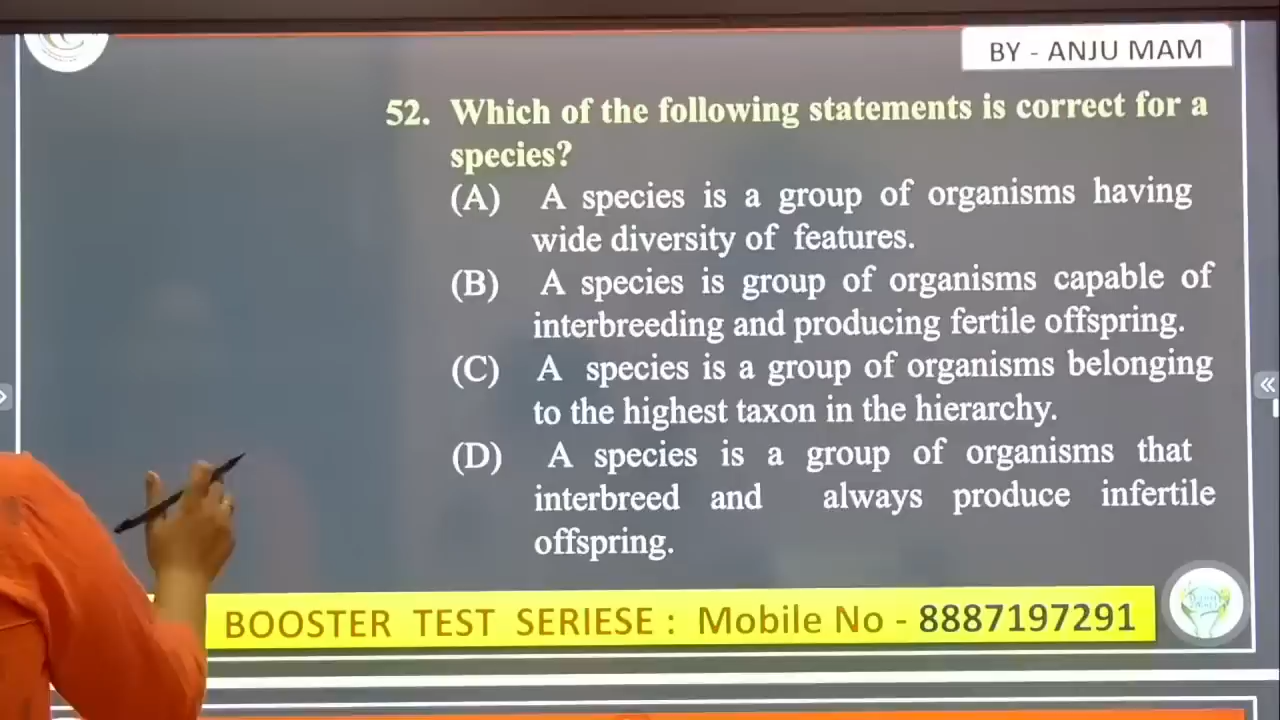 BY - ANJU MAM
52. Which of the following statements is correct for a
species?
(A) A species is a group of organisms having
wide diversity of features.
(B) A species is group of organisms capable of
interbreeding and producing fertile offspring.
(C) A species is a group of organisms belonging
to the highest taxon in the hierarchy.
(D) A species is a group of organisms that
interbreed and always produce infertile
offspring.
BOOSTER TEST SERIESE : Mobile No - 8887197291